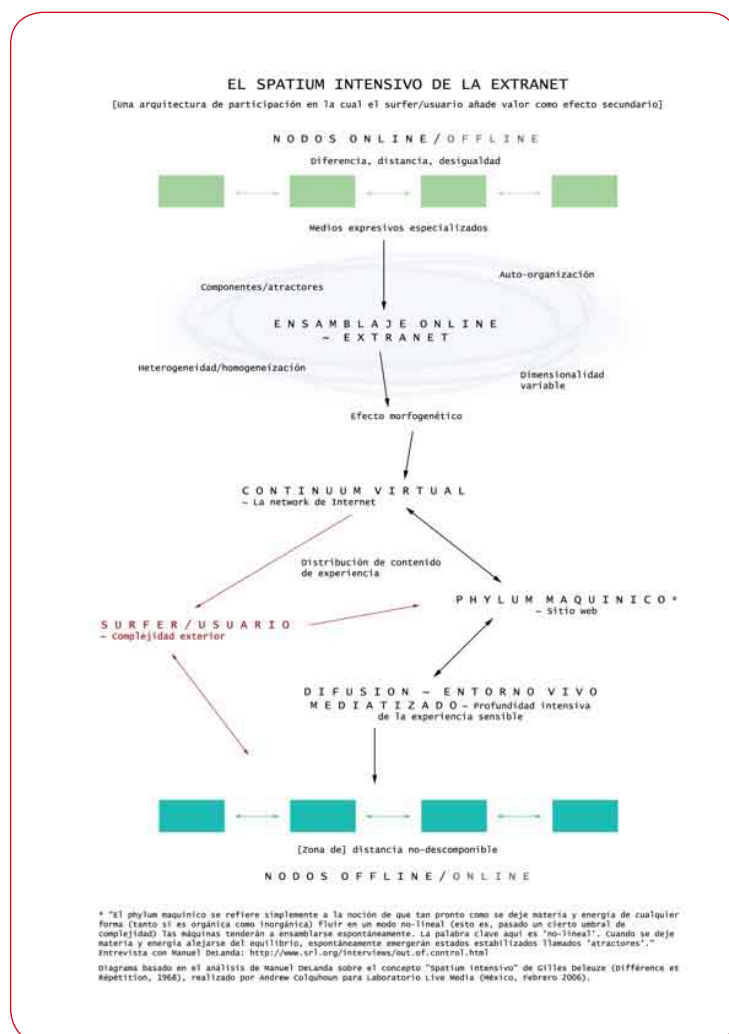 EL SPATIUM INTENSIVO DE LA EXTRANET
[Una arquitectura de participación en la cual el surfer/usuario añade valor como efecto secundario]
NODOS ONLINE/OFFLINE
Diferencia, distancia, desigualdad
Medios expresivos especializados
Auto-organización
Componentes/atractores
ENSAMBLAJE ONLINE
~ EXTRANET
Heterogeneidad/homogeneización
Dimensionalidad
variable
Efecto morfogenético
CONTINUUM VIRTUAL
~ La network de Internet
Distribución de contenido
de experiencia
PHYLUM MAQUINICO*
~ Sitio web
SURFER/USUARIO
~ Complejidad exterior
DIFUSION ~ ENTORNO VIVO
MEDIATIZADO ~ Profundidad intensiva
de la experiencia sensible
[Zona de] distancia no-descomponible
NODOS OFFLINE/ONLINE
* "El phylum maquínico se refiere simplemente a la noción de que tan pronto como se deje materia y energía de cualquier
forma (tanto si es orgánica como inorgánica) fluir en un modo no-lineal (esto es, pasado un cierto umbral de
complejidad) las máquinas tenderán a ensamblarse espontáneamente. La palabra clave aquí es 'no-lineal'. Cuando se deje
materia y energía alejarse del equilibrio, espontáneamente emergerán estados estabilizados llamados 'atractores'."
Entrevista con Manuel DeLanda: http://www.srl.org/interviews/out.of.control.html
Diagrama basado en el análisis de Manuel DeLanda sobre el concepto "Spatium intensivo" de Gilles Deleuze (Différence et
Répétition, 1968), realizado por Andrew Colquhoun para Laboratorio Live Media (México, Febrero 2006).